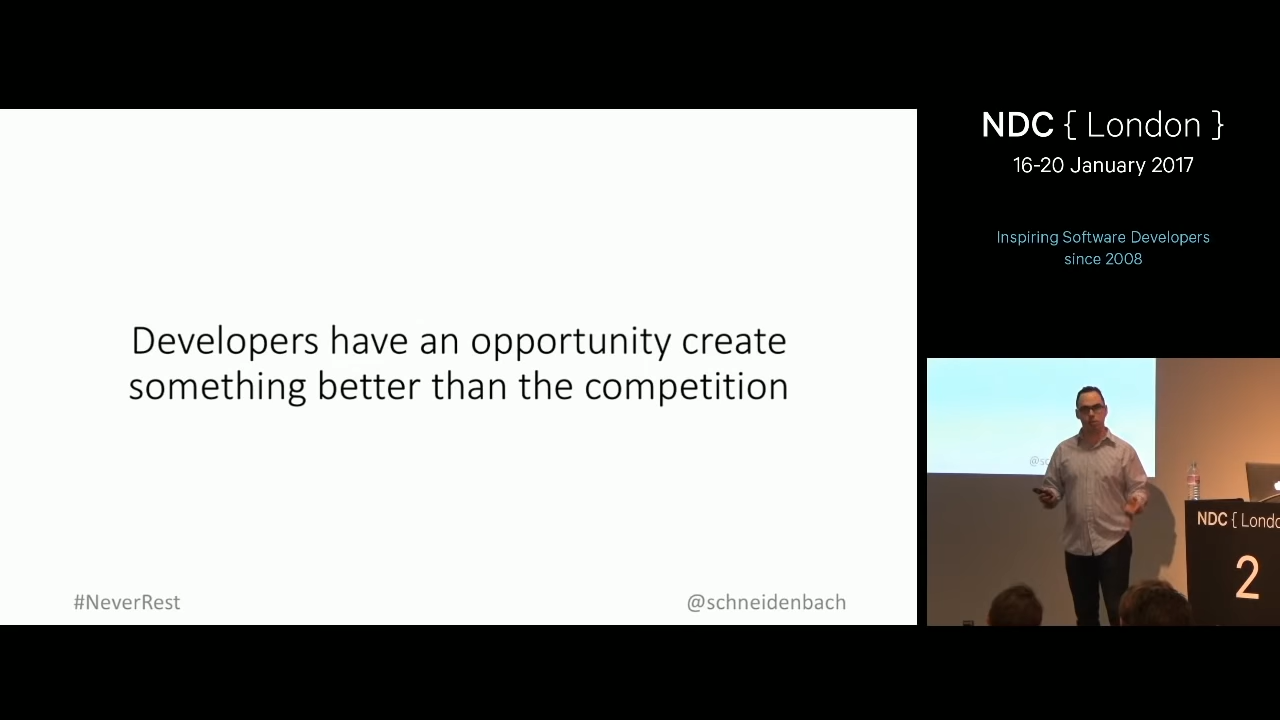 Developers have an opportunity create
something better than the competition
#NeverRest
@schneidenbach
NDC { London }
16-20 January 2017
Inspiring Software Developers
since 2008
@sc
NDC { Londo
2